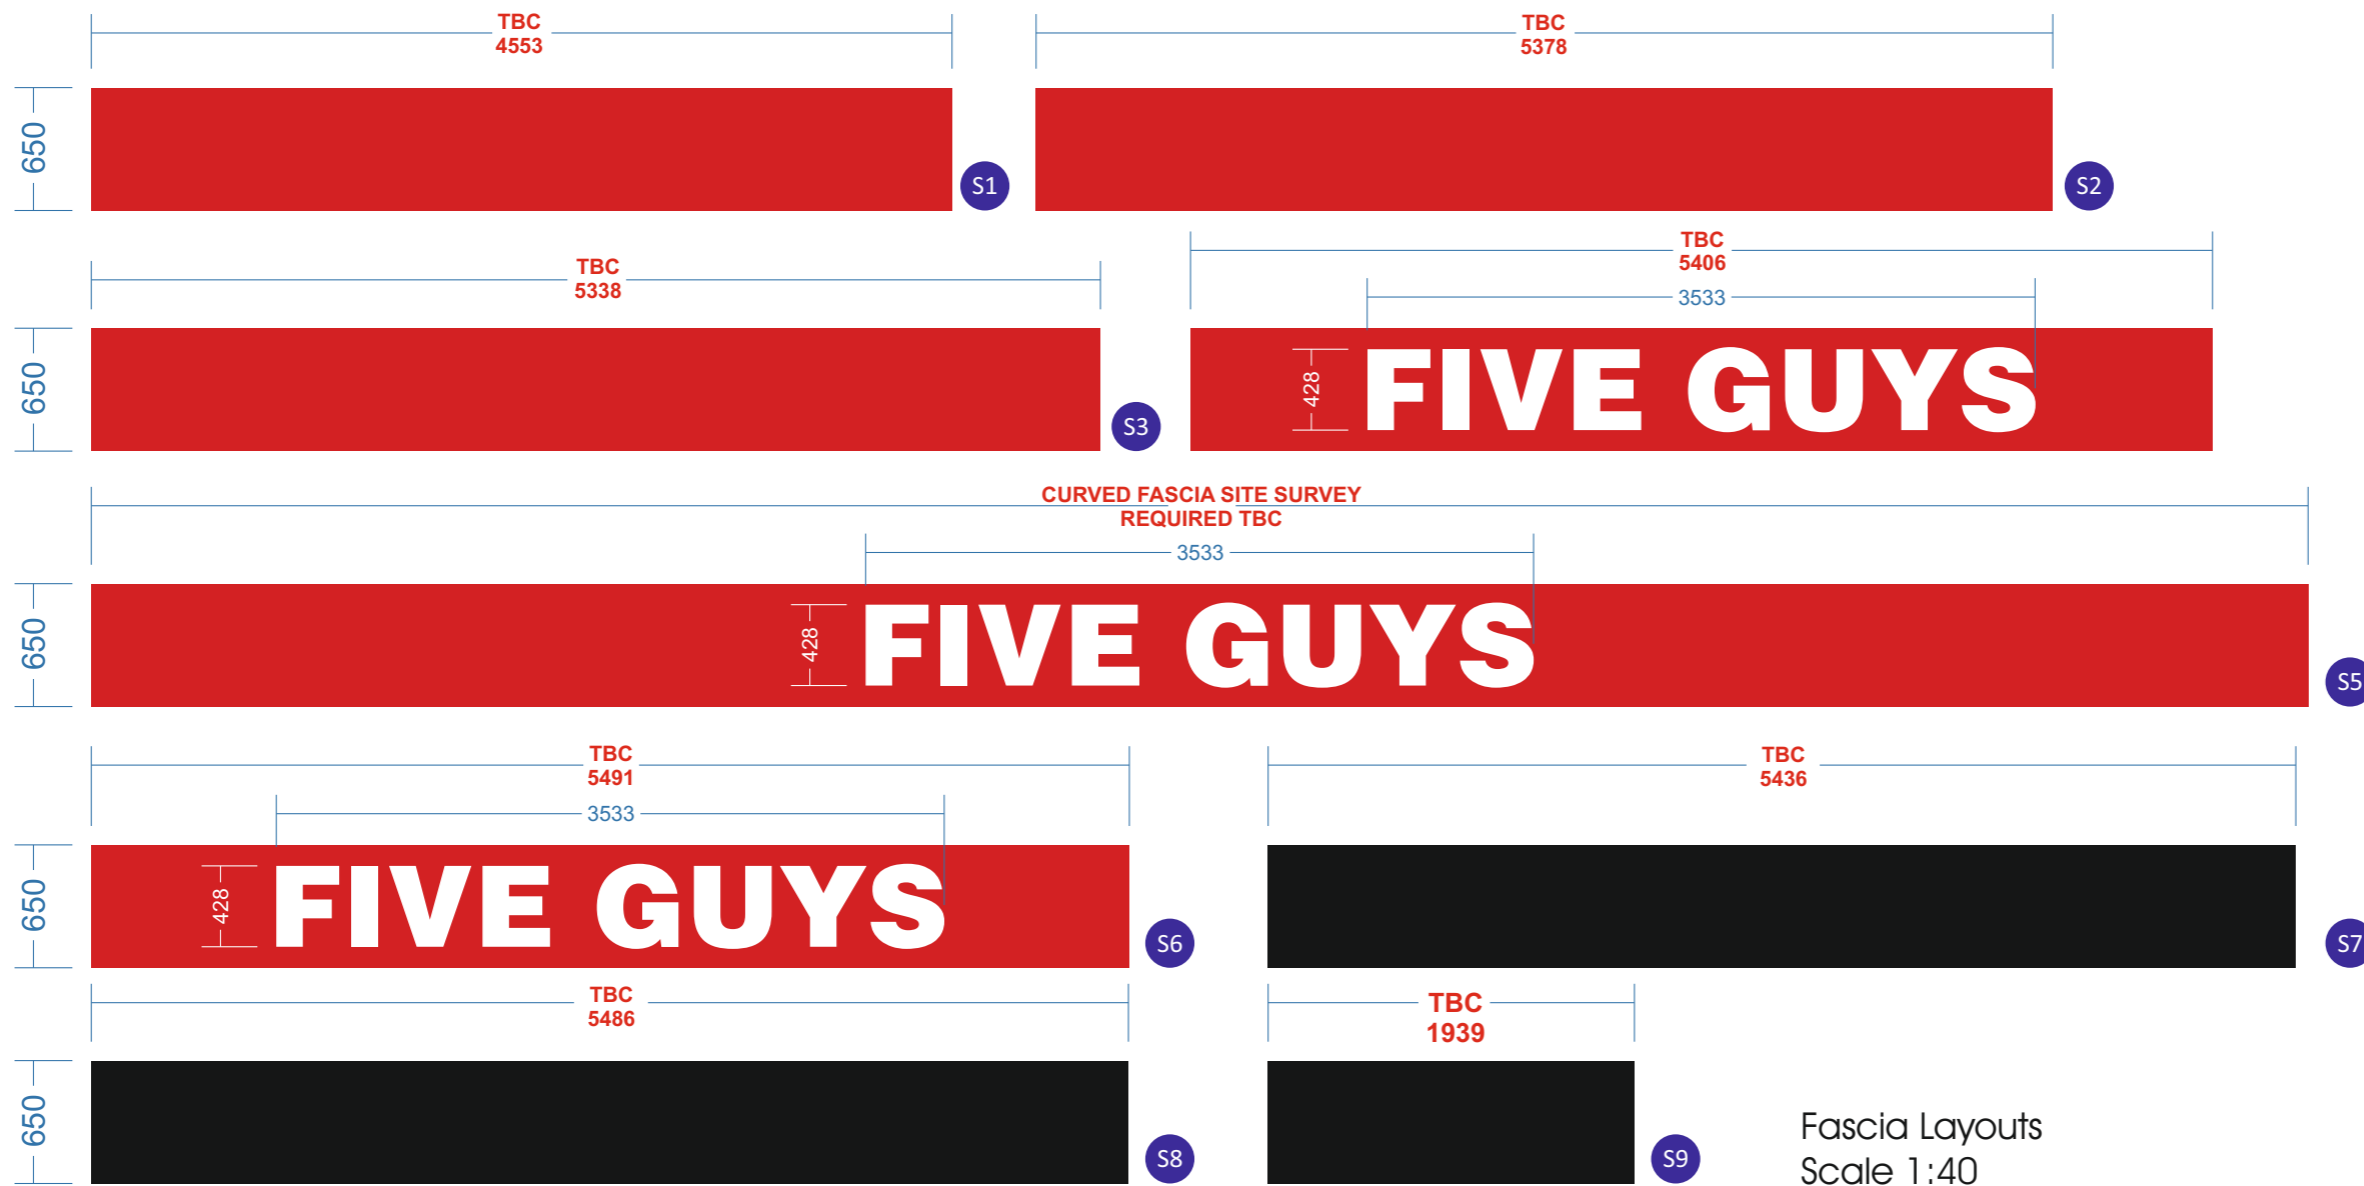 TBC
4553
TBC
5378
650
S1
S2
TBC
5338
TBC
5406
3533
650
428
FIVE GUYS
S3
CURVED FASCIA SITE SURVEY
REQUIRED TBC
3533
650
428
FIVE GUYS
S5
TBC
5491
3533
TBC
5436
650
428
FIVE GUYS
S6
S7
TBC
5486
TBC
1939
650
S8
S9
Fascia Layouts
Scale 1:40